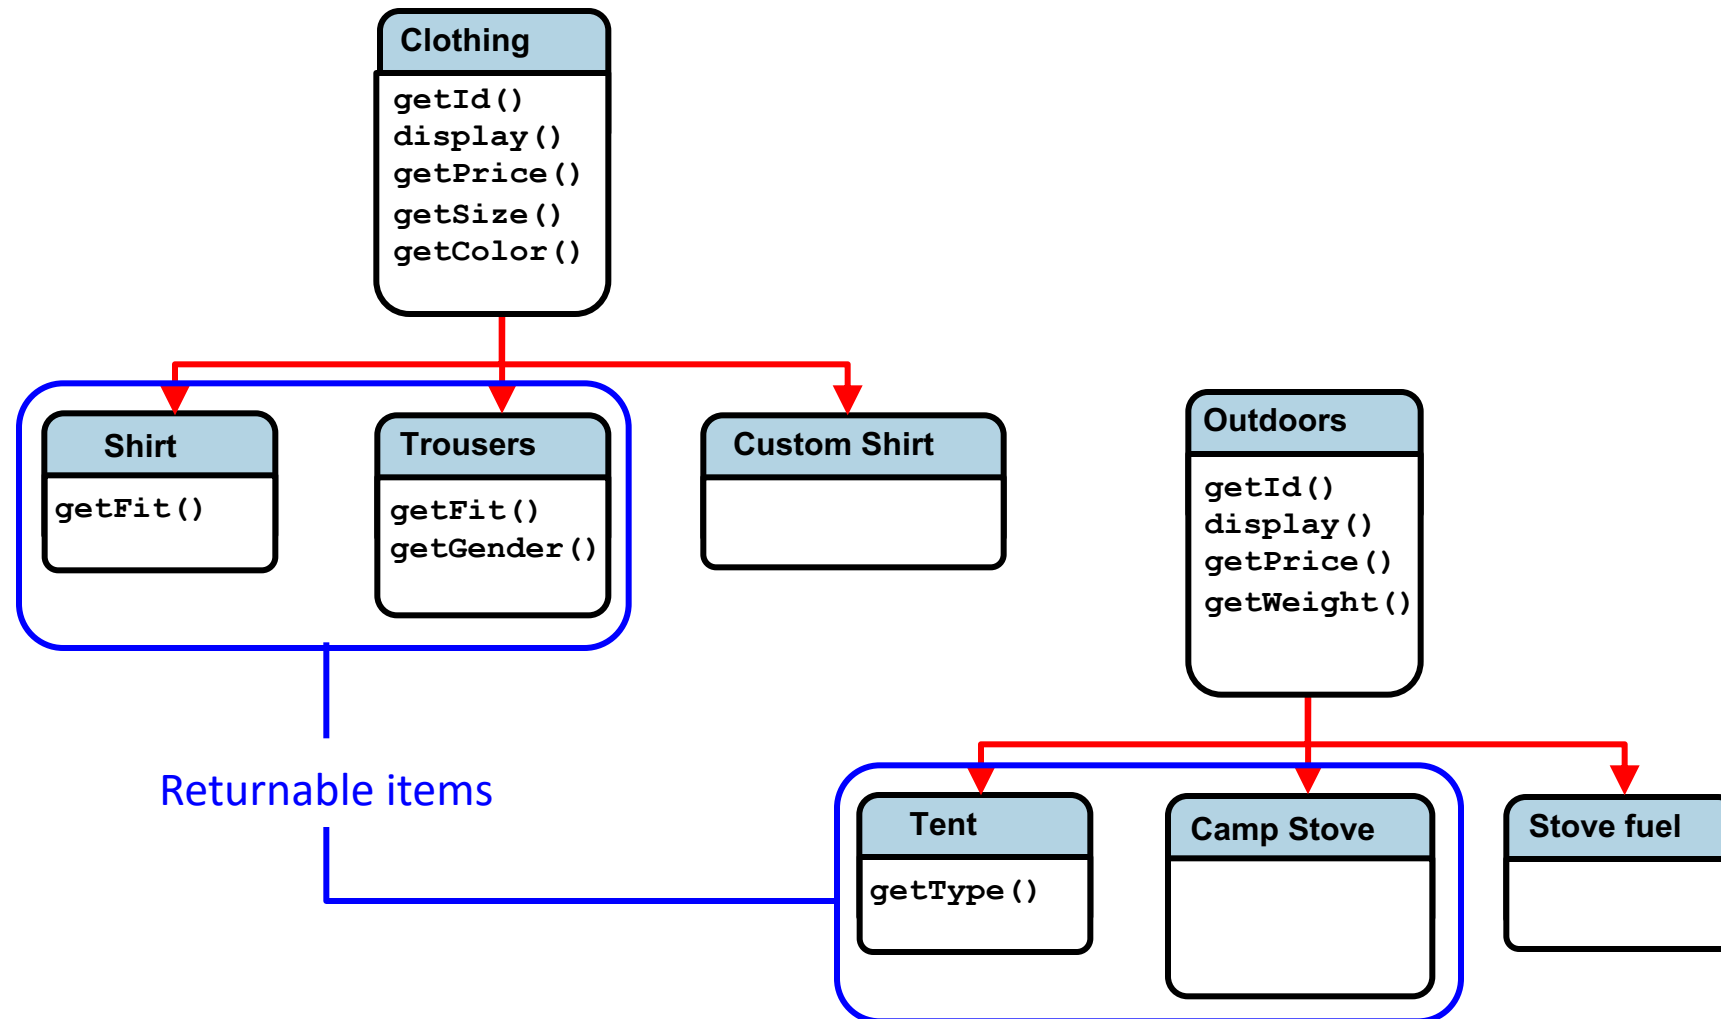 Clothing
getId()
display()
getPrice()
getSize()
getColor()
Shirt
getFit()
Trousers
getFit()
getGender()
Custom Shirt
Outdoors
getId()
display()
getPrice()
getWeight()
Returnable items
Tent
getType()
Camp Stove
Stove fuel